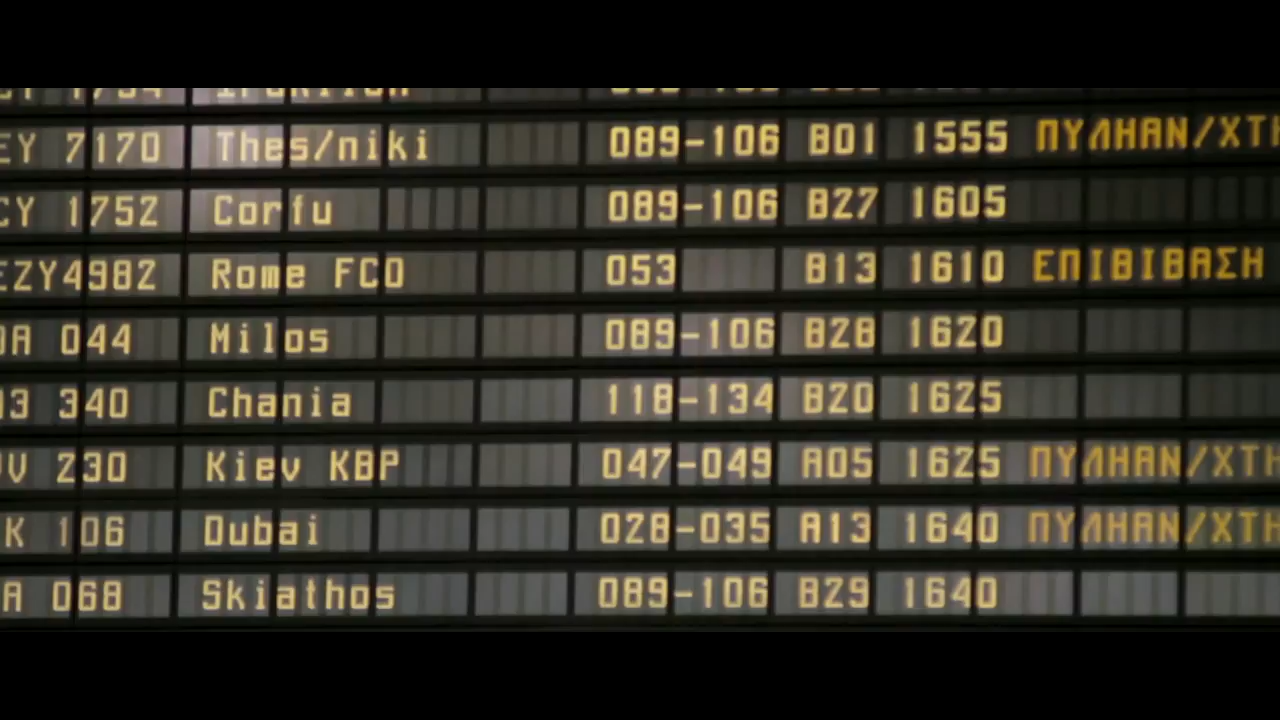 EY 7170 Thes/niki 089-106 B01 1555 ΠΥΛΗΑΝ/ΧΤΗ
CY 1752 Corfu 089-106 B27 1605
EZY4982 Rome FCO 053 B13 1610 ΕΠΙΒΙΒΑΣΗ
OA 044 Milos 089-106 B28 1620
340 Chania 118-134 B20 1625
230 Kiev KBP 047-049 A05 1625 ΠΥΛΗΑΝ/ΧΤΗ
K 106 Dubai 028-035 A13 1640 ΠΥΛΗΑΝ/ΧΤΗ
A 068 Skiathos 089-106 B29 1640